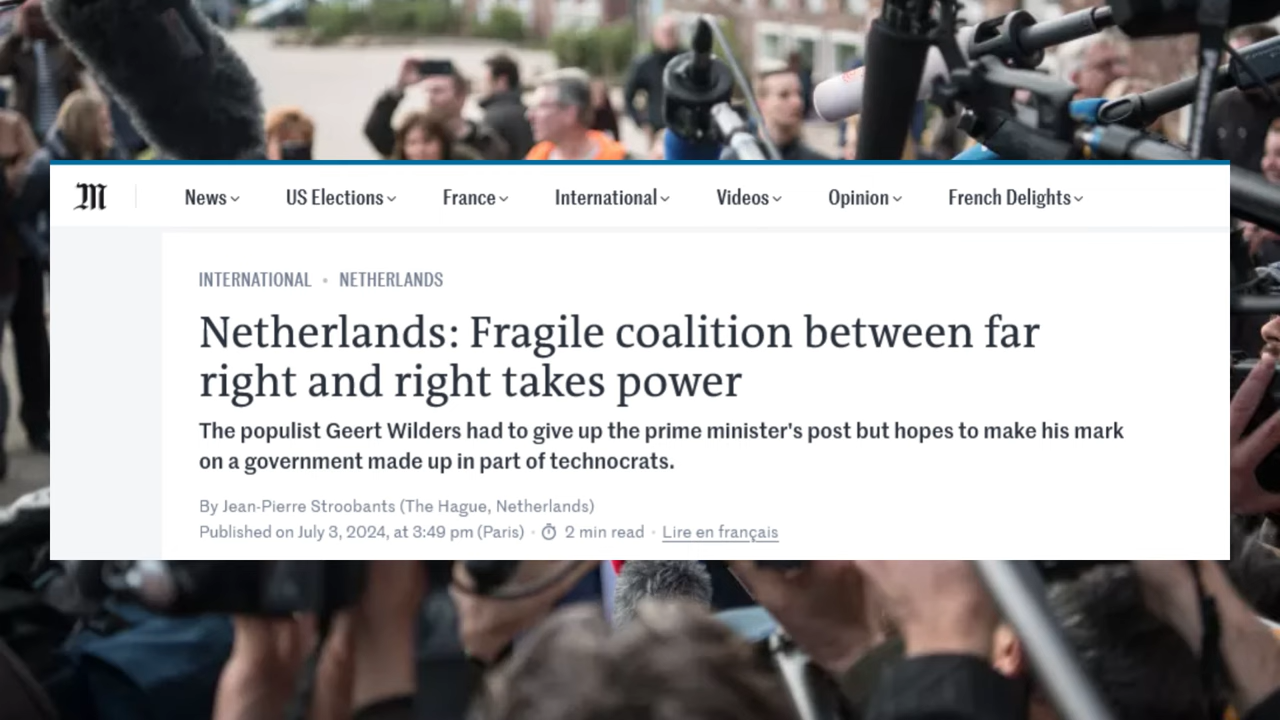 M
News US Elections France International Videos Opinion French Delights
INTERNATIONAL • NETHERLANDS
Netherlands: Fragile coalition between far
right and right takes power
The populist Geert Wilders had to give up the prime minister's post but hopes to make his mark
on a government made up in part of technocrats.
By Jean-Pierre Stroobants (The Hague, Netherlands)
Published on July 3, 2024, at 3:49 pm (Paris) • 2 min read • Lire en français